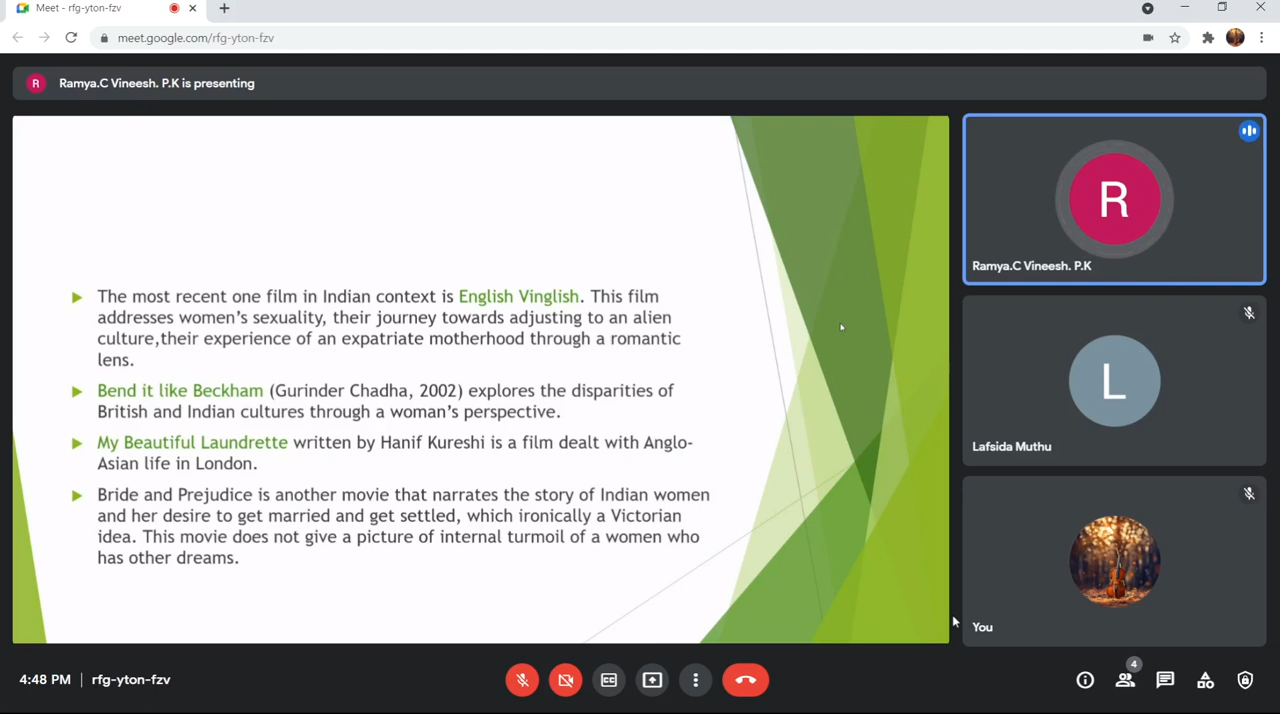 Meet - rfg-yton-fzv
meet.google.com/rfg-yton-fzv
R
Ramya.C Vineesh. P.K is presenting
The most recent one film in Indian context is English Vinglish. This film
addresses women's sexuality, their journey towards adjusting to an alien
culture,their experience of an expatriate motherhood through a romantic
lens.
Bend it like Beckham (Gurinder Chadha, 2002) explores the disparities of
British and Indian cultures through a woman's perspective.
My Beautiful Laundrette written by Hanif Kureshi is a film dealt with Anglo-
Asian life in London.
Bride and Prejudice is another movie that narrates the story of Indian women
and her desire to get married and get settled, which ironically a Victorian
idea. This movie does not give a picture of internal turmoil of a women who
has other dreams.
R
Ramya.C Vineesh. P.K
L
Lafsida Muthu
You
4:48 PM | rfg-yton-fzv
CC
4